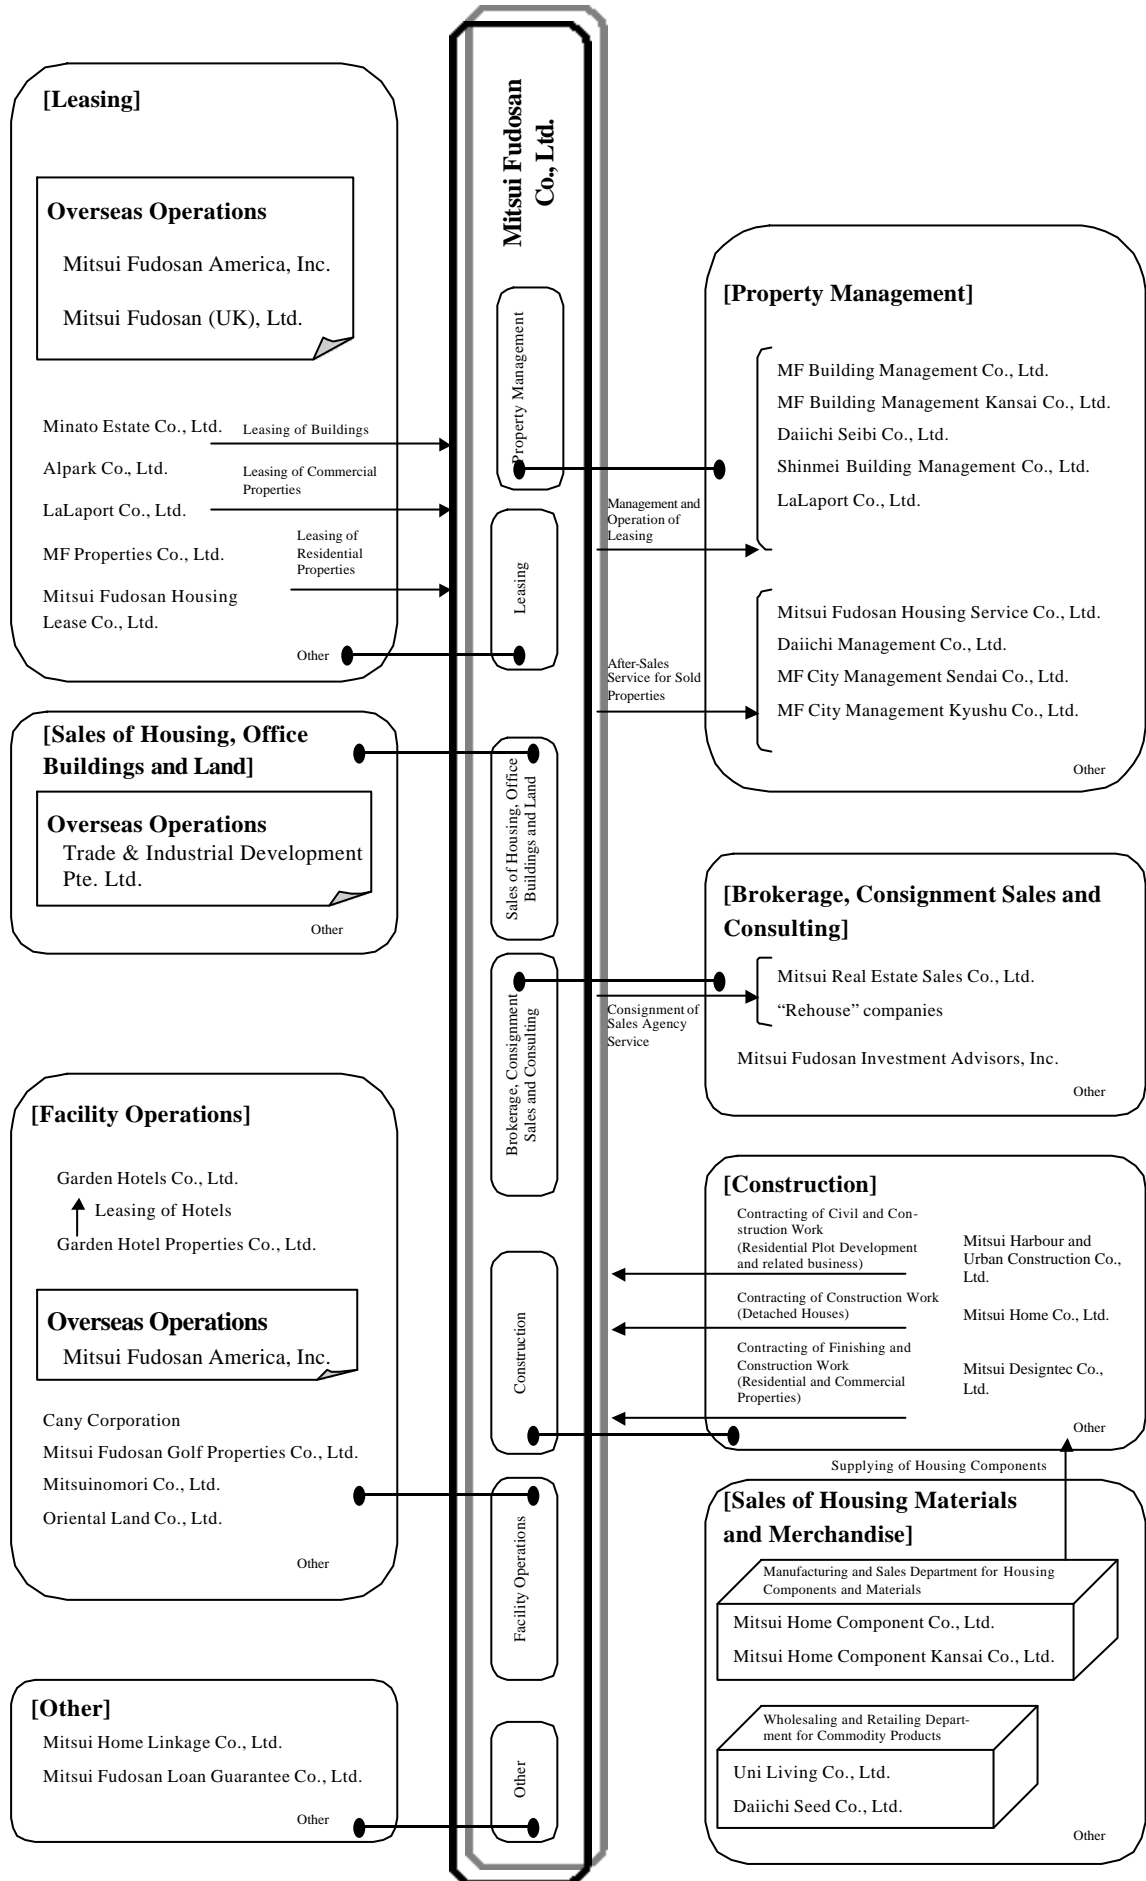 [Leasing]
Overseas Operations
Mitsui Fudosan America, Inc.
Mitsui Fudosan (UK), Ltd.
Minato Estate Co., Ltd.
Leasing of Buildings
Alpark Co., Ltd.
Leasing of Commercial
Properties
LaLaport Co., Ltd.
Leasing of
Residential
Properties
MF Properties Co., Ltd.
Mitsui Fudosan Housing
Lease Co., Ltd.
Other
[Sales of Housing, Office
Buildings and Land]
Overseas Operations
Trade & Industrial Development
Pte. Ltd.
Other
[Facility Operations]
Garden Hotels Co., Ltd.
Leasing of Hotels
Garden Hotel Properties Co., Ltd.
Overseas Operations
Mitsui Fudosan America, Inc.
Cany Corporation
Mitsui Fudosan Golf Properties Co., Ltd.
Mitsuinomori Co., Ltd.
Oriental Land Co., Ltd.
Other
[Other]
Mitsui Home Linkage Co., Ltd.
Mitsui Fudosan Loan Guarantee Co., Ltd.
Other
Mitsui Fudosan
Co., Ltd.
Property Management
Leasing
Sales of Housing, Office
Buildings and Land
Brokerage, Consignment
Sales and Consulting
Construction
Facility Operations
Other
[Property Management]
MF Building Management Co., Ltd.
MF Building Management Kansai Co., Ltd.
Daiichi Seibi Co., Ltd.
Shinmei Building Management Co., Ltd.
LaLaport Co., Ltd.
Management and
Operation of
Leasing
Mitsui Fudosan Housing Service Co., Ltd.
Daiichi Management Co., Ltd.
MF City Management Sendai Co., Ltd.
MF City Management Kyushu Co., Ltd.
After-Sales
Service for Sold
Properties
Other
[Brokerage, Consignment Sales and
Consulting]
Mitsui Real Estate Sales Co., Ltd.
“Rehouse” companies
Consignment of
Sales Agency
Service
Mitsui Fudosan Investment Advisors, Inc.
Other
[Construction]
Contracting of Civil and Con-
struction Work
(Residential Plot Development
and related business)
Mitsui Harbour and
Urban Construction Co.,
Ltd.
Contracting of Construction Work
(Detached Houses)
Mitsui Home Co., Ltd.
Contracting of Finishing and
Construction Work
(Residential and Commercial
Properties)
Mitsui Designtec Co.,
Ltd.
Other
Supplying of Housing Components
[Sales of Housing Materials
and Merchandise]
Manufacturing and Sales Department for Housing
Components and Materials
Mitsui Home Component Co., Ltd.
Mitsui Home Component Kansai Co., Ltd.
Wholesaling and Retailing Depart-
ment for Commodity Products
Uni Living Co., Ltd.
Daiichi Seed Co., Ltd.
Other